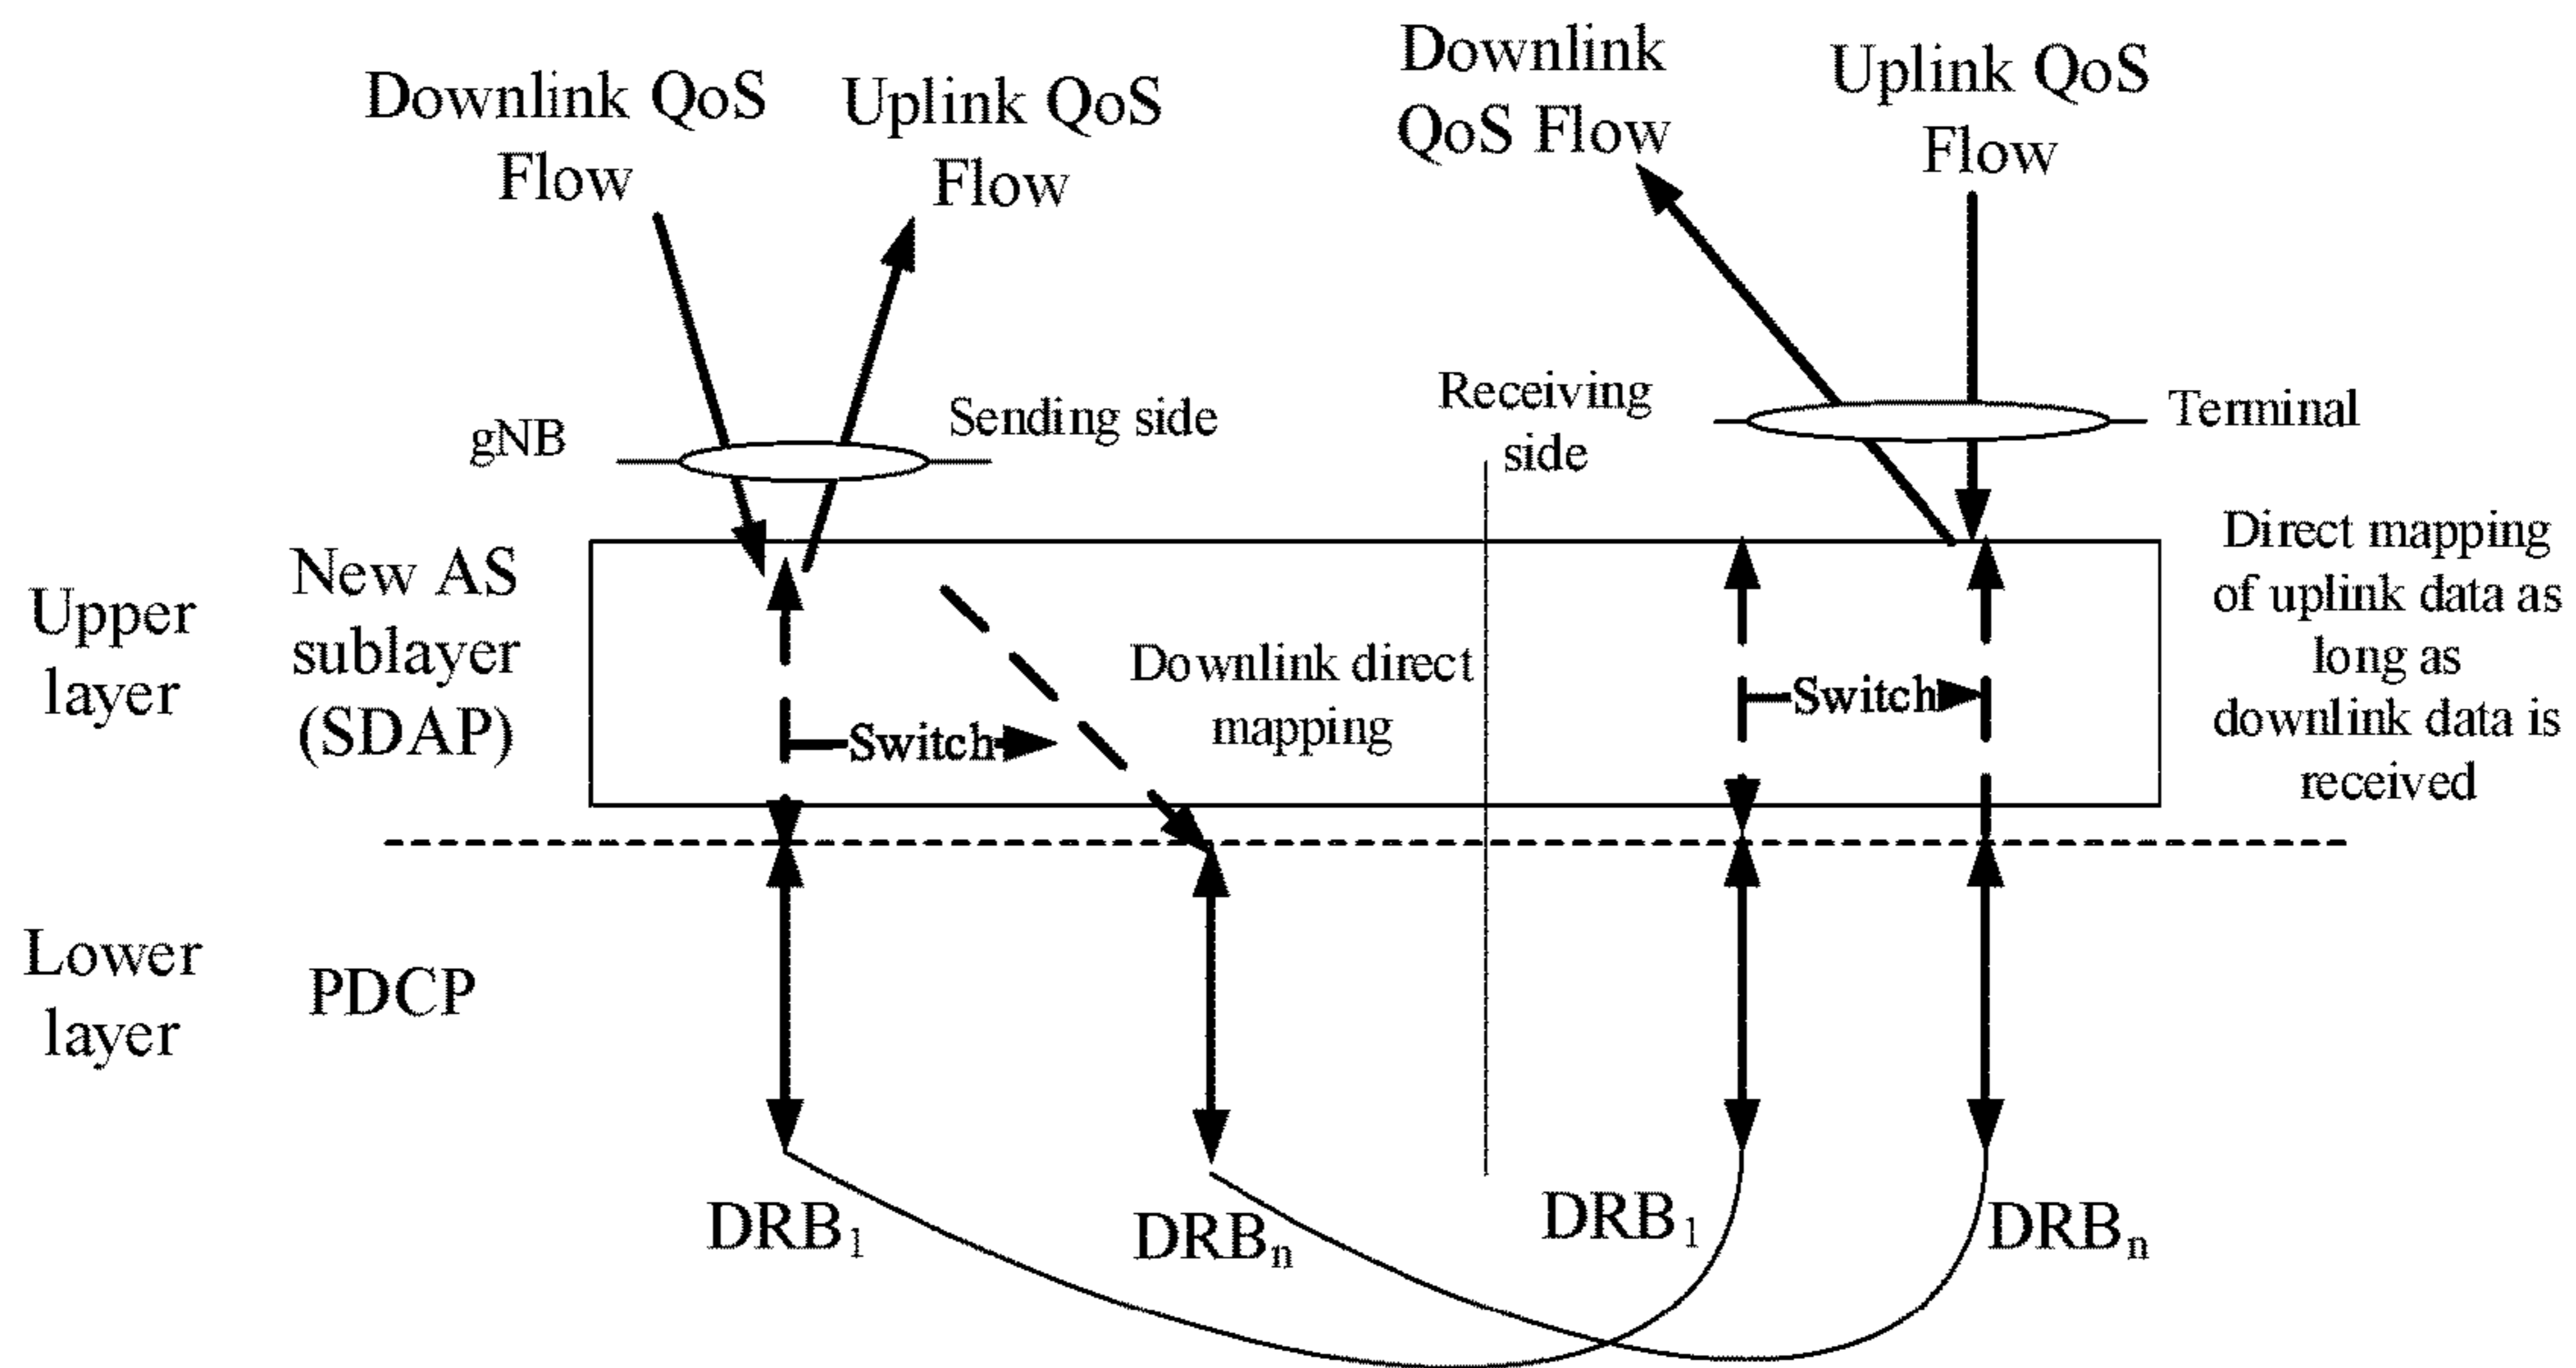 Downlink QoS
Flow
Uplink QoS
Flow
Downlink
QoS Flow
Uplink QoS
Flow
gNB
Sending side
Receiving
side
Terminal
Upper
layer
New AS
sublayer
(SDAP)
Switch
Downlink direct
mapping
Switch
Direct mapping
of uplink data as
long as
downlink data is
received
Lower
layer
PDCP
DRB₁
DRBₙ
DRB₁
DRBₙ